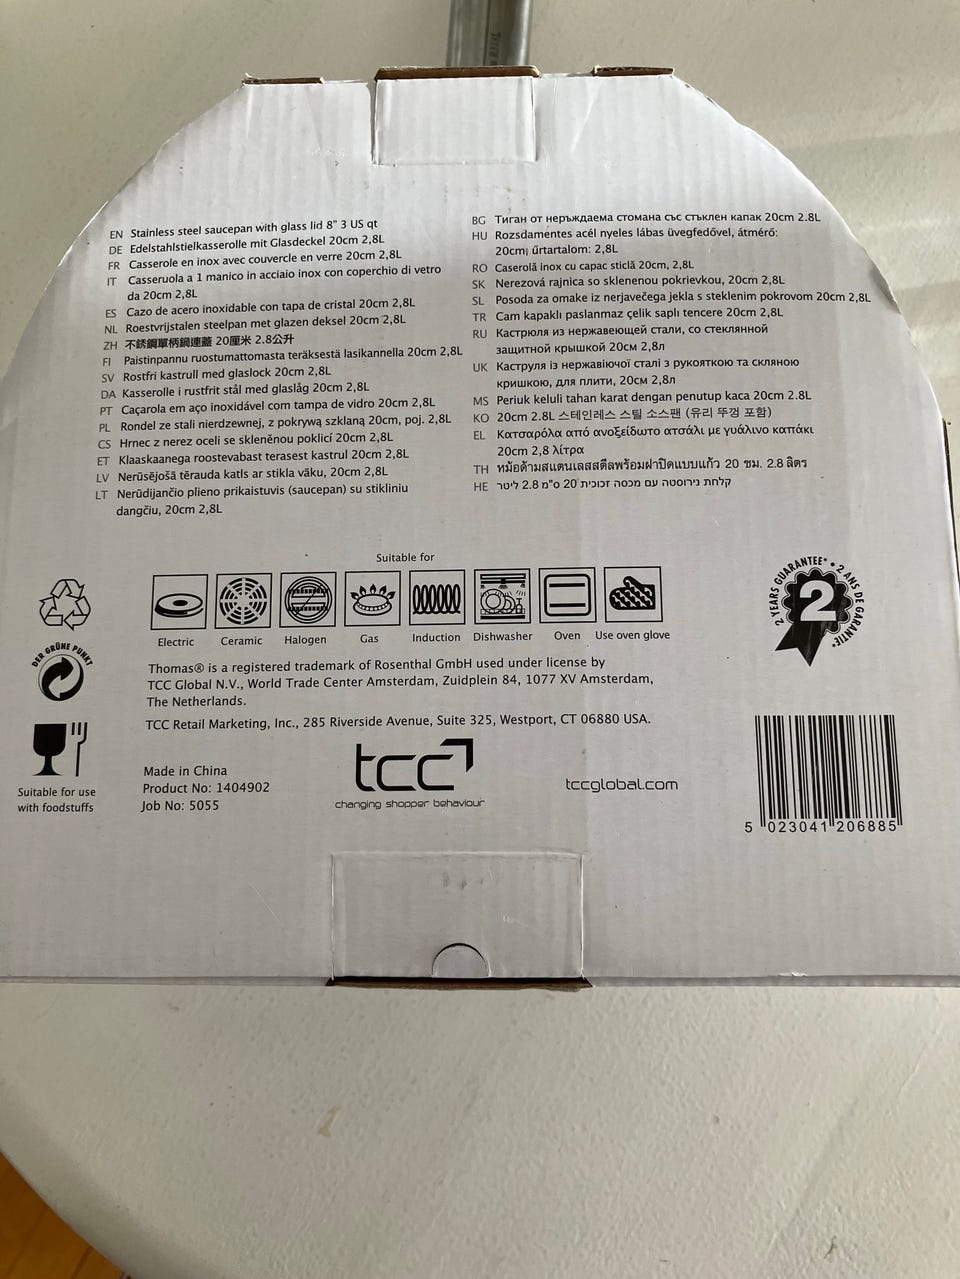 EN Stainless steel saucepan with glass lid 8" 3 US qt
DE Edelstahlstielkasserolle mit Glasdeckel 20cm 2,8L
FR Casserole en inox avec couvercle en verre 20cm 2,8L
IT Casseruola a 1 manico in acciaio inox con coperchio di vetro
da 20cm 2,8L
ES Cazo de acero inoxidable con tapa de cristal 20cm 2,8L
NL Roestvrijstalen steelpan met glazen deksel 20cm 2,8L
ZH 不銹鋼單柄鍋連蓋 20厘米 2.8公升
FI Paistinpannu ruostumattomasta teräksestä lasikannella 20cm 2,8L
SV Rostfri kastrull med glaslock 20cm 2,8L
DA Kasserolle i rustfrit stål med glaslåg 20cm 2,8L
PT Caçarola em aço inoxidável com tampa de vidro 20cm 2,8L
PL Rondel ze stali nierdzewnej, z pokrywą szklaną 20cm, poj. 2,8L
CS Hrnec z nerez oceli se skleněnou poklicí 20cm 2,8L
ET Klaaskaanega roostevabast terasest kastrul 20cm 2,8L
LV Nerūsējošā tērauda katls ar stikla vāku, 20cm 2,8L
LT Nerūdijančio plieno prikaistuvis (saucepan) su stikliniu
dangčiu, 20cm 2,8L
BG Тиган от неръждаема стомана със стъклен капак 20cm 2.8L
HU Rozsdamentes acél nyeles lábas üvegfedővel, átmérő:
20cm; űrtartalom: 2,8L
RO Caserolă inox cu capac sticlă 20cm, 2,8L
SK Nerezová rajnica so sklenenou pokrievkou, 20cm 2,8L
SL Posoda za omake iz nerjavečega jekla s steklenim pokrovom 20cm 2,8L
TR Cam kapaklı paslanmaz çelik saplı tencere 20cm 2,8L
RU Кастрюля из нержавеющей стали, со стеклянной
защитной крышкой 20см 2,8л
UK Каструля із нержавіючої сталі з рукояткою та скляною
кришкою, для плити, 20см 2,8л
MS Periuk keluli tahan karat dengan penutup kaca 20cm 2.8L
KO 20cm 2.8L 스테인레스 스틸 소스팬 (유리 뚜껑 포함)
EL Κατσαρόλα από ανοξείδωτο ατσάλι με γυάλινο καπάκι
20cm 2,8 λίτρα
TH หม้อด้ามสแตนเลสสตีลพร้อมฝาปิดแบบแก้ว 20 ซม. 2.8 ลิตร
HE קלחת נירוסטה עם מכסה זכוכית 20 ס"מ 2.8 ליטר
Suitable for
Electric Ceramic Halogen Gas Induction Dishwasher Oven Use oven glove
2 YEARS GUARANTEE* • 2 ANS DE GARANTIE*
2
DER GRÜNE PUNKT
Thomas® is a registered trademark of Rosenthal GmbH used under license by
TCC Global N.V., World Trade Center Amsterdam, Zuidplein 84, 1077 XV Amsterdam,
The Netherlands.
TCC Retail Marketing, Inc., 285 Riverside Avenue, Suite 325, Westport, CT 06880 USA.
Suitable for use
with foodstuffs
Made in China
Product No: 1404902
Job No: 5055
tcc
changing shopper behaviour
tccglobal.com
5 023041 206885